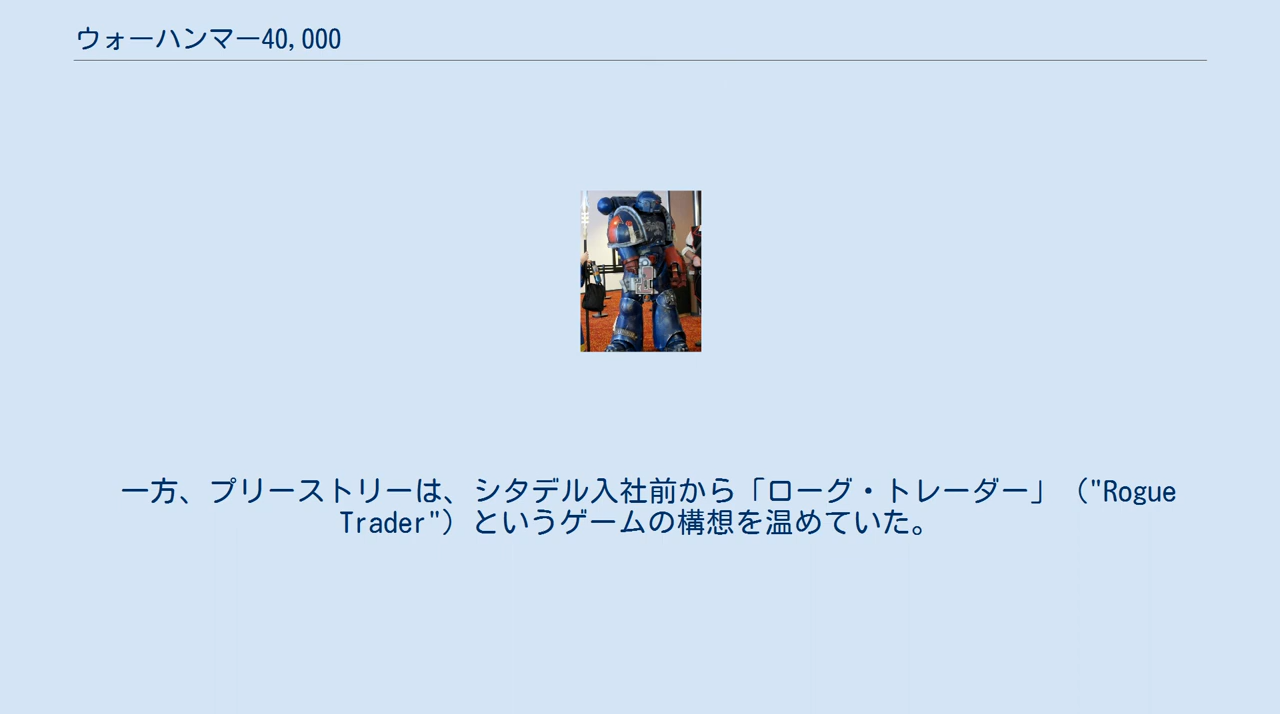 ウォーハンマー40,000
一方、プリーストリーは、シタデル入社前から「ローグ・トレーダー」（"Rogue
Trader"）というゲームの構想を温めていた。